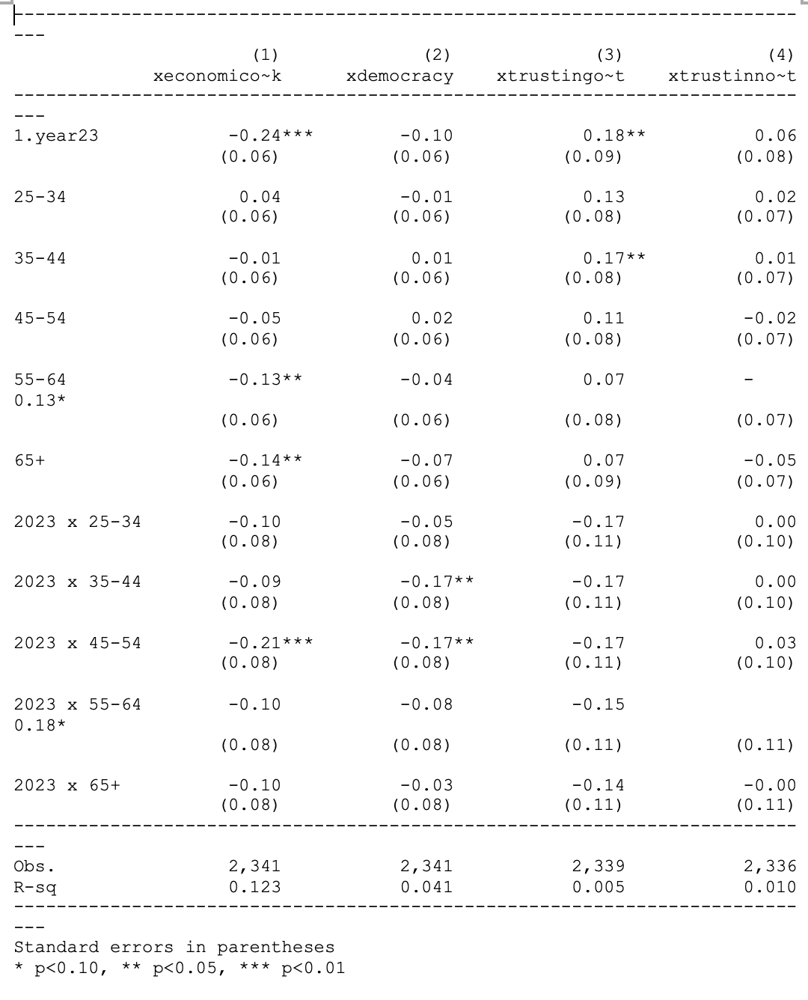 --------------------------------------------------------------------------
---
                       (1)             (2)             (3)             (4)
             xeconomico~k      xdemocracy    xtrustingo~t    xtrustinno~t
--------------------------------------------------------------------------
---
1.year23            -0.24***        -0.10            0.18**          0.06
                   (0.06)          (0.06)          (0.09)          (0.08)
25-34                0.04           -0.01            0.13            0.02
                   (0.06)          (0.06)          (0.08)          (0.07)
35-44               -0.01            0.01            0.17**          0.01
                   (0.06)          (0.06)          (0.08)          (0.07)
45-54               -0.05            0.02            0.11           -0.02
                   (0.06)          (0.06)          (0.08)          (0.07)
55-64               -0.13**         -0.04            0.07           -
0.13*
                   (0.06)          (0.06)          (0.08)          (0.07)
65+                 -0.14**         -0.07            0.07           -0.05
                   (0.06)          (0.06)          (0.09)          (0.07)
2023 x 25-34        -0.10           -0.05           -0.17            0.00
                   (0.08)          (0.08)          (0.11)          (0.10)
2023 x 35-44        -0.09           -0.17**         -0.17            0.00
                   (0.08)          (0.08)          (0.11)          (0.10)
2023 x 45-54        -0.21***        -0.17**         -0.17            0.03
                   (0.08)          (0.08)          (0.11)          (0.10)
2023 x 55-64        -0.10           -0.08           -0.15
0.18*
                   (0.08)          (0.08)          (0.11)          (0.11)
2023 x 65+          -0.10           -0.03           -0.14           -0.00
                   (0.08)          (0.08)          (0.11)          (0.11)
--------------------------------------------------------------------------
---
Obs.                2,341           2,341           2,339           2,336
R-sq                0.123           0.041           0.005           0.010
--------------------------------------------------------------------------
---
Standard errors in parentheses
* p<0.10, ** p<0.05, *** p<0.01